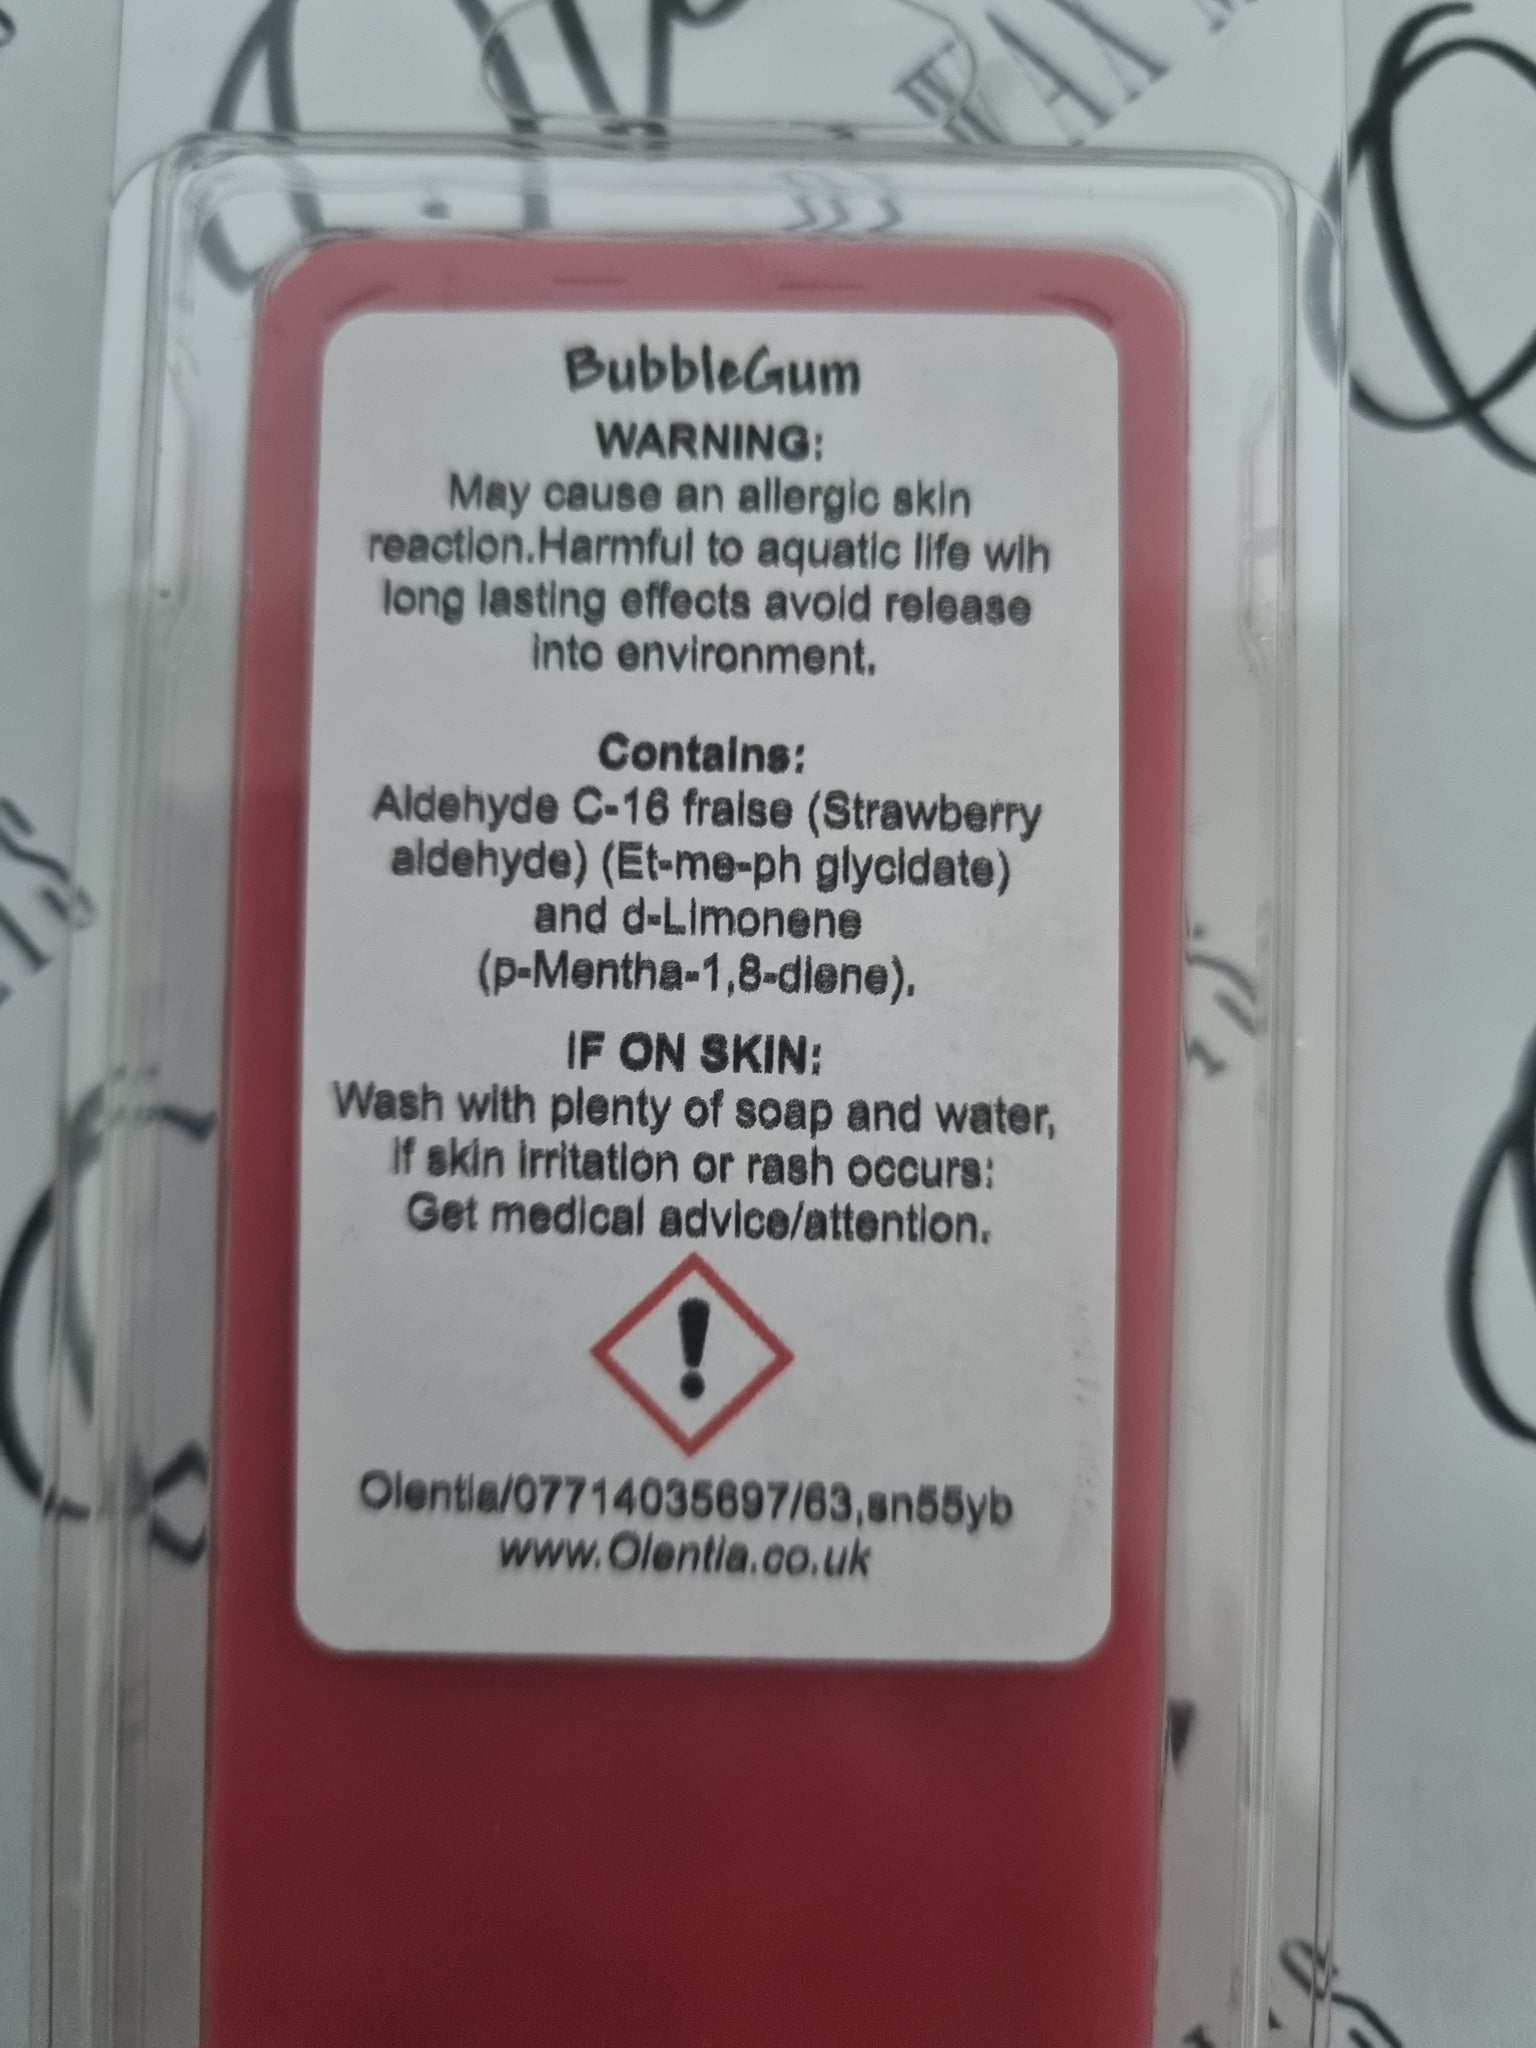 WAX M
BubbleGum
WARNING:
May cause an allergic skin
reaction.Harmful to aquatic life wih
long lasting effects avoid release
into environment.
Contains:
Aldehyde C-16 fraise (Strawberry
aldehyde) (Et-me-ph glycidate)
and d-Limonene
(p-Mentha-1,8-diene).
IF ON SKIN:
Wash with plenty of soap and water,
if skin irritation or rash occurs:
Get medical advice/attention.
Olentia/07714035697/63,sn55yb
www.Olentia.co.uk